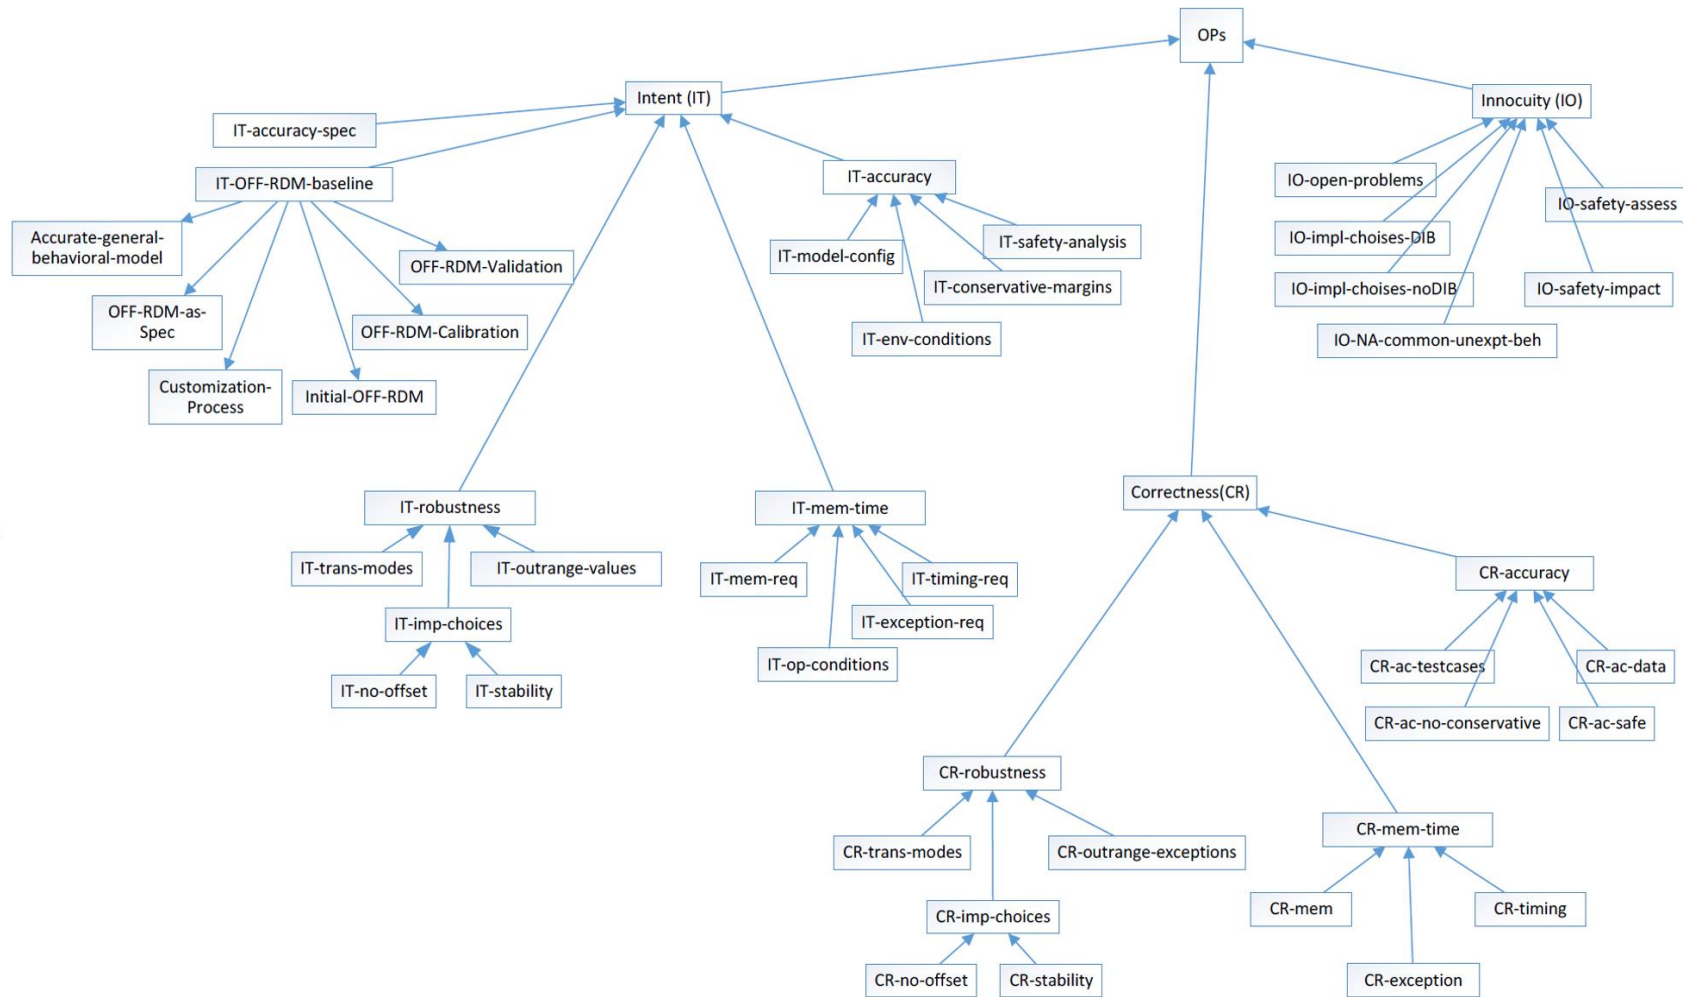 OPs
Intent (IT)
Innocuity (IO)
IT-accuracy-spec
IT-OFF-RDM-baseline
IT-accuracy
IO-open-problems
IO-safety-assess
Accurate-general-
behavioral-model
OFF-RDM-Validation
IT-model-config
IT-safety-analysis
IO-impl-choises-DIB
IT-conservative-margins
IO-impl-choises-noDIB
IO-safety-impact
OFF-RDM-as-
Spec
OFF-RDM-Calibration
IT-env-conditions
IO-NA-common-unexpt-beh
Customization-
Process
Initial-OFF-RDM
IT-robustness
IT-mem-time
Correctness(CR)
IT-trans-modes
IT-outrange-values
IT-mem-req
IT-timing-req
CR-accuracy
IT-imp-choices
IT-exception-req
IT-op-conditions
CR-ac-testcases
CR-ac-data
IT-no-offset
IT-stability
CR-ac-no-conservative
CR-ac-safe
CR-robustness
CR-mem-time
CR-trans-modes
CR-outrange-exceptions
CR-imp-choices
CR-mem
CR-timing
CR-no-offset
CR-stability
CR-exception